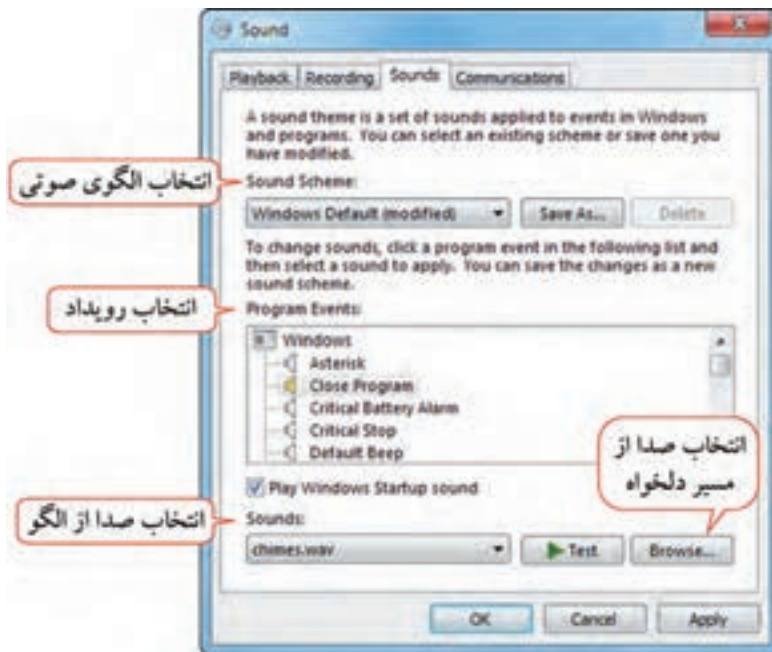 Sound
Playback Recording Sounds Communications
A sound theme is a set of sounds applied to events in Windows
and programs. You can select an existing scheme or save one you
have modified.
انتخاب الگوی صوتی
Sound Scheme:
Windows Default (modified) Save As... Delete
To change sounds, click a program event in the following list and
then select a sound to apply. You can save the changes as a new
sound scheme.
انتخاب رویداد
Program Events:
Windows
Asterisk
Close Program
Critical Battery Alarm
Critical Stop
Default Beep
انتخاب صدا از
مسیر دلخواه
Play Windows Startup sound
انتخاب صدا از الگو
Sounds:
chimes.wav Test Browse...
OK Cancel Apply